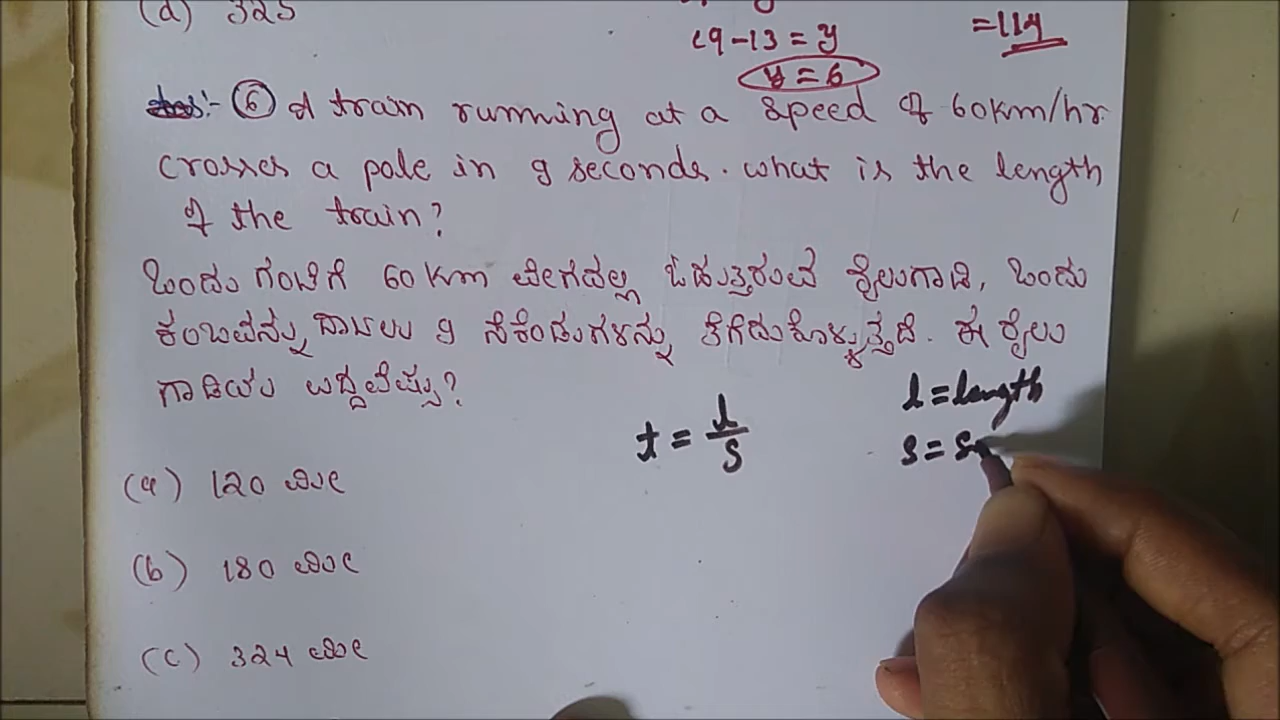 (d) 325
19-13 = y
y = 6
=114
6 A train running at a speed of 60km/hr
crosses a pole in 9 seconds. what is the length
of the train?
ಒಂದು ಗಂಟೆಗೆ 60 Km ವೇಗದಲ್ಲಿ ಓಡುತ್ತಿರುವ ರೈಲುಗಾಡಿ, ಒಂದು
ಕಂಬವನ್ನು ದಾಟಲು 9 ಸೆಕೆಂಡುಗಳನ್ನು ತೆಗೆದುಕೊಳ್ಳುತ್ತದೆ. ಈ ರೈಲು
ಗಾಡಿಯ ಉದ್ದವೆಷ್ಟು?
t = l/s
l = length
s =
(a) 120 ಮೀ
(b) 180 ಮೀ
(c) 324 ಮೀ